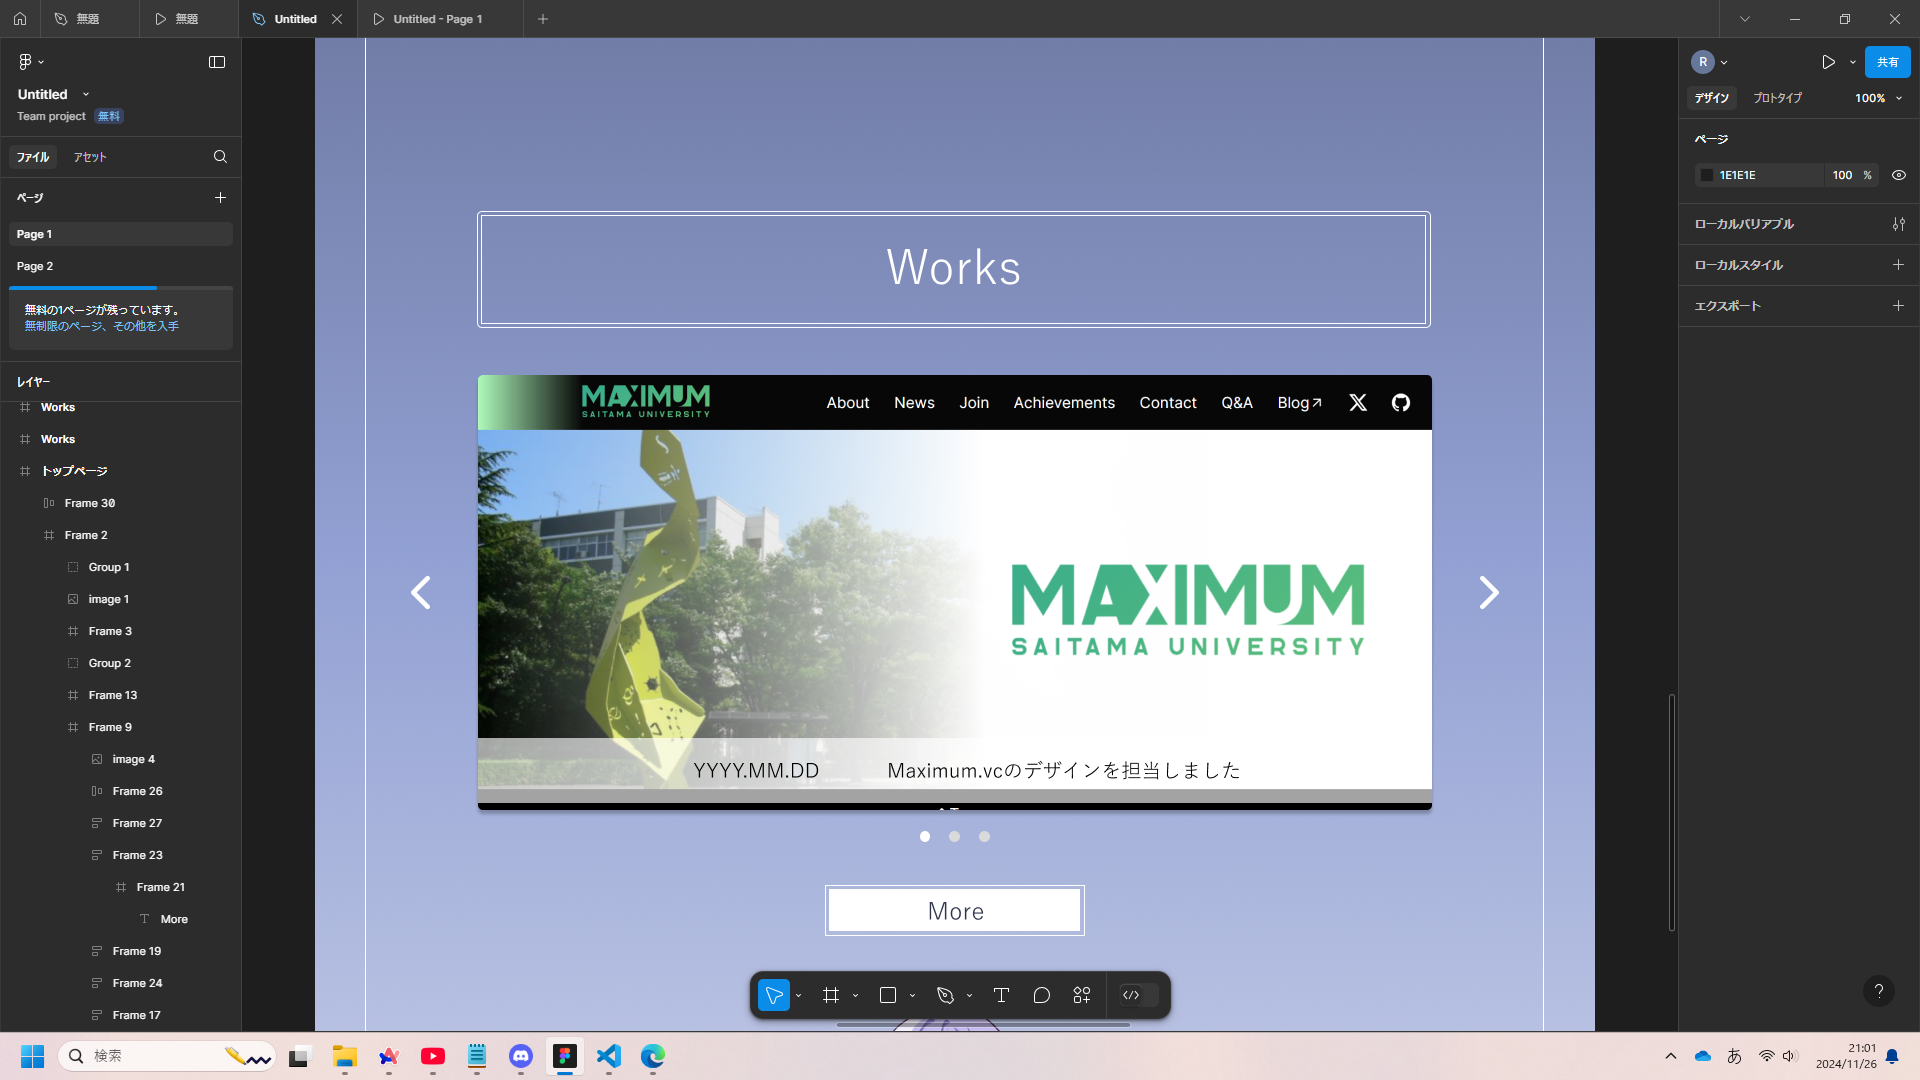 無題
無題
Untitled
Untitled - Page 1
Untitled
Team project 無料
ファイル アセット
ページ
Page 1
Page 2
無料の1ページが残っています。
無制限のページ、その他を入手
レイヤー
Works
Works
トップページ
Frame 30
Frame 2
Group 1
image 1
Frame 3
Group 2
Frame 13
Frame 9
image 4
Frame 26
Frame 27
Frame 23
Frame 21
More
Frame 19
Frame 24
Frame 17
Works
MAXIMUM
SAITAMA UNIVERSITY
About News Join Achievements Contact Q&A Blog
MAXIMUM
SAITAMA UNIVERSITY
YYYY.MM.DD Maximum.vcのデザインを担当しました
More
R
共有
デザイン プロトタイプ 100%
ページ
1E1E1E 100 %
ローカルバリアブル
ローカルスタイル
エクスポート
?
検索
あ
21:01
2024/11/26